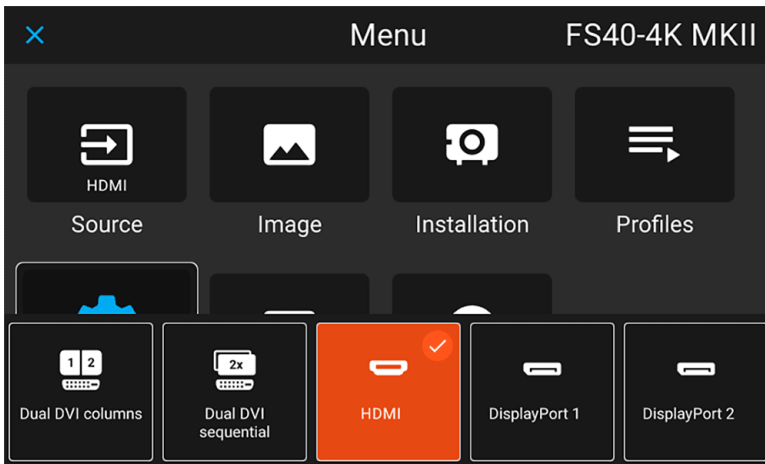 Menu
FS40-4K MKII
HDMI
Source
Image
Installation
Profiles
1 2
Dual DVI columns
2x
Dual DVI
sequential
HDMI
DisplayPort 1
DisplayPort 2